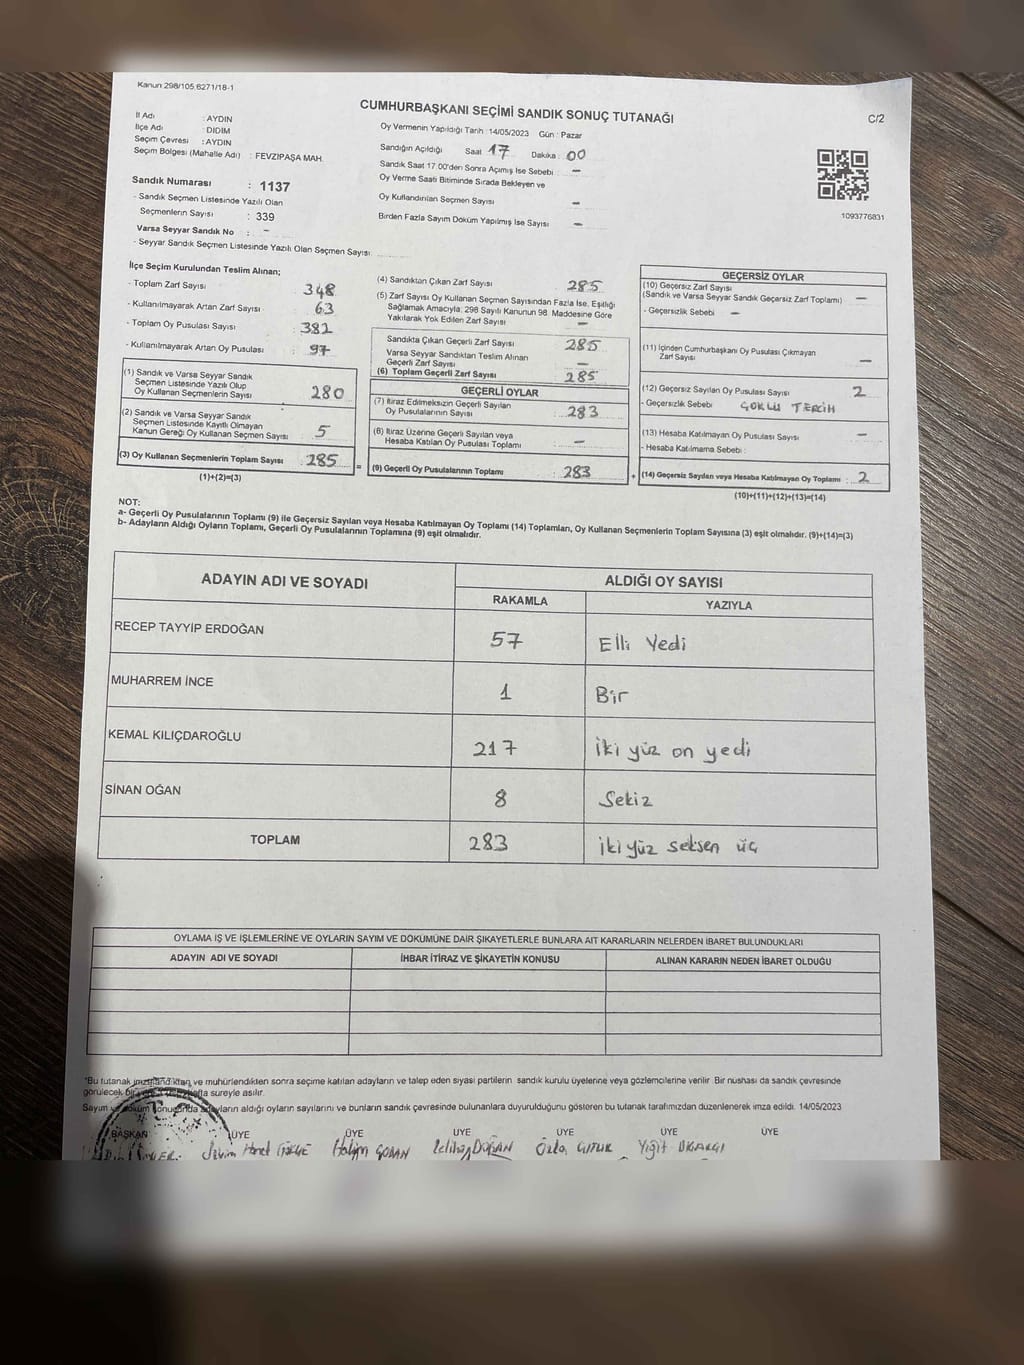 Kanun 298/105,6271/18-1
CUMHURBAŞKANI SEÇİMİ SANDIK SONUÇ TUTANAĞI
C/2
İl Adı : AYDIN
İlçe Adı : DIDIM
Seçim Çevresi : AYDIN
Seçim Bölgesi (Mahalle Adı) : FEVZIPAŞA MAH.
Oy Vermenin Yapıldığı Tarih :14/05/2023 Gün : Pazar
Sandığın Açıldığı Saat 17 Dakika : 00
Sandık Saat 17.00'den Sonra Açılmış İse Sebebi : -
Oy Verme Saati Bitiminde Sırada Bekleyen ve
Oy Kullandırılan Seçmen Sayısı -
Birden Fazla Sayım Döküm Yapılmış İse Sayısı -
1093776831
Sandık Numarası : 1137
- Sandık Seçmen Listesinde Yazılı Olan
Seçmenlerin Sayısı : 339
Varsa Seyyar Sandık No : -
- Seyyar Sandık Seçmen Listesinde Yazılı Olan Seçmen Sayısı:
İlçe Seçim Kurulundan Teslim Alınan;
- Toplam Zarf Sayısı : 348
- Kullanılmayarak Artan Zarf Sayısı : 63
- Toplam Oy Pusulası Sayısı : 382
- Kullanılmayarak Artan Oy Pusulası : 97
(1) Sandık ve Varsa Seyyar Sandık
Seçmen Listesinde Yazılı Olup
Oy Kullanan Seçmenlerin Sayısı : 280
(2) Sandık ve Varsa Seyyar Sandık
Seçmen Listesinde Kayıtlı Olmayan
Kanun Gereği Oy Kullanan Seçmen Sayısı : 5
(3) Oy Kullanan Seçmenlerin Toplam Sayısı : 285
(1)+(2)=(3)
(4) Sandıktan Çıkan Zarf Sayısı : 285
(5) Zarf Sayısı Oy Kullanan Seçmen Sayısından Fazla İse, Eşitliği
Sağlamak Amacıyla; 298 Sayılı Kanunun 98. Maddesine Göre
Yakılarak Yok Edilen Zarf Sayısı : -
Sandıkta Çıkan Geçerli Zarf Sayısı : 285
Varsa Seyyar Sandıktan Teslim Alınan
Geçerli Zarf Sayısı : -
(6) Toplam Geçerli Zarf Sayısı : 285
GEÇERLİ OYLAR
(7) İtiraz Edilmeksizin Geçerli Sayılan
Oy Pusulalarının Sayısı : 283
(8) İtiraz Üzerine Geçerli Sayılan veya
Hesaba Katılan Oy Pusulası Toplamı : -
=
(9) Geçerli Oy Pusulalarının Toplamı : 283
+
GEÇERSİZ OYLAR
(10) Geçersiz Zarf Sayısı
(Sandık ve Varsa Seyyar Sandık Geçersiz Zarf Toplamı) : -
- Geçersizlik Sebebi : -
(11) İçinden Cumhurbaşkanı Oy Pusulası Çıkmayan
Zarf Sayısı : -
(12) Geçersiz Sayılan Oy Pusulası Sayısı : 2
- Geçersizlik Sebebi : ÇOKLU TERCİH
(13) Hesaba Katılmayan Oy Pusulası Sayısı : -
- Hesaba Katılmama Sebebi :
(14) Geçersiz Sayılan veya Hesaba Katılmayan Oy Toplamı : 2
(10)+(11)+(12)+(13)=(14)
NOT:
a- Geçerli Oy Pusulalarının Toplamı (9) ile Geçersiz Sayılan veya Hesaba Katılmayan Oy Toplamı (14) Toplamları, Oy Kullanan Seçmenlerin Toplam Sayısına (3) eşit olmalıdır. (9)+(14)=(3)
b- Adayların Aldığı Oyların Toplamı, Geçerli Oy Pusulalarının Toplamına (9) eşit olmalıdır.
ADAYIN ADI VE SOYADI
ALDIĞI OY SAYISI
RAKAMLA YAZIYLA
RECEP TAYYİP ERDOĞAN 57 Elli Yedi
MUHARREM İNCE 1 Bir
KEMAL KILIÇDAROĞLU 217 İki yüz on yedi
SİNAN OĞAN 8 Sekiz
TOPLAM 283 iki yüz seksen üç
OYLAMA İŞ VE İŞLEMLERİNE VE OYLARIN SAYIM VE DÖKÜMÜNE DAİR ŞİKAYETLERLE BUNLARA AİT KARARLARIN NELERDEN İBARET BULUNDUKLARI
ADAYIN ADI VE SOYADI İHBAR İTİRAZ VE ŞİKAYETİN KONUSU ALINAN KARARIN NEDEN İBARET OLDUĞU
*Bu tutanak imzalandıktan ve mühürlendikten sonra seçime katılan adayların ve talep eden siyasi partilerin sandık kurulu üyelerine veya gözlemcilerine verilir. Bir nüshası da sandık çevresinde
görülecek bir hafta süreyle asılır.
Sayım ve döküm sonucunda adayların aldığı oyların sayılarını ve bunların sandık çevresinde bulunanlara duyurulduğunu gösteren bu tutanak tarafımızdan düzenlenerek imza edildi. 14/05/2023
BAŞKAN ÜYE ÜYE ÜYE ÜYE ÜYE ÜYE
Yiğit